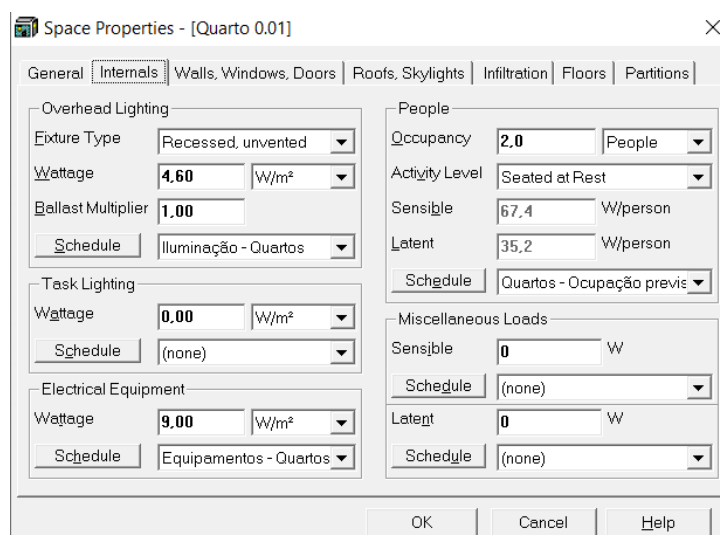 Space Properties - [Quarto 0.01]
General Internals Walls, Windows, Doors Roofs, Skylights Infiltration Floors Partitions
Overhead Lighting
Fixture Type Recessed, unvented
Wattage 4,60 W/m²
Ballast Multiplier 1,00
Schedule Iluminação - Quartos
Task Lighting
Wattage 0,00 W/m²
Schedule (none)
Electrical Equipment
Wattage 9,00 W/m²
Schedule Equipamentos - Quartos
People
Occupancy 2,0 People
Activity Level Seated at Rest
Sensible 67,4 W/person
Latent 35,2 W/person
Schedule Quartos - Ocupação previs
Miscellaneous Loads
Sensible 0 W
Schedule (none)
Latent 0 W
Schedule (none)
OK Cancel Help